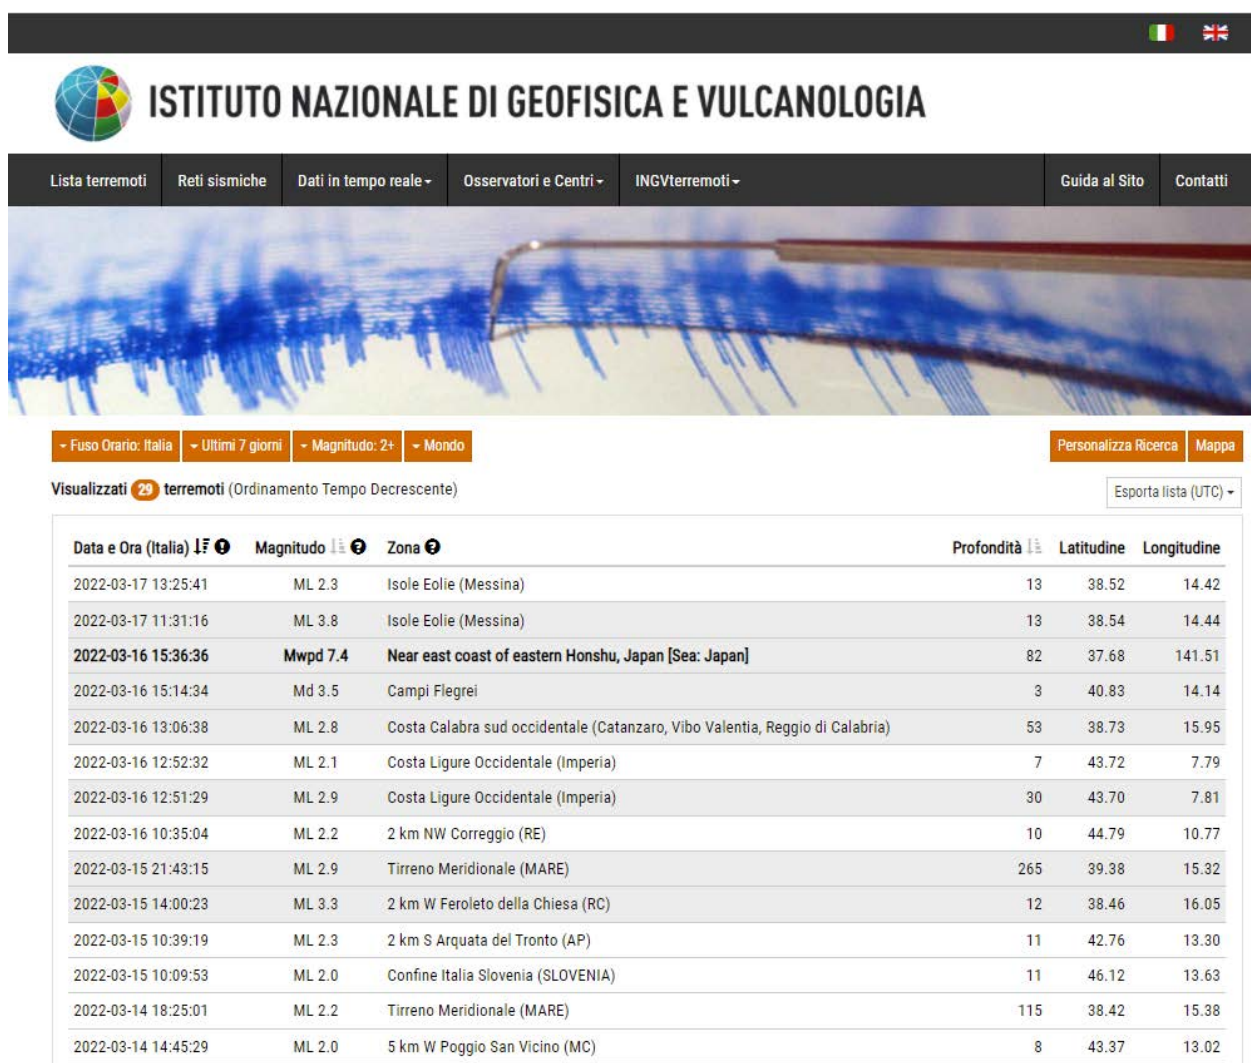 ISTITUTO NAZIONALE DI GEOFISICA E VULCANOLOGIA
Lista terremoti Reti sismiche Dati in tempo reale Osservatori e Centri INGVterremoti Guida al Sito Contatti
Fuso Orario: Italia Ultimi 7 giorni Magnitudo: 2+ Mondo Personalizza Ricerca Mappa
Visualizzati 29 terremoti (Ordinamento Tempo Decrescente) Esporta lista (UTC)
Data e Ora (Italia) Magnitudo Zona Profondità Latitudine Longitudine
2022-03-17 13:25:41 ML 2.3 Isole Eolie (Messina) 13 38.52 14.42
2022-03-17 11:31:16 ML 3.8 Isole Eolie (Messina) 13 38.54 14.44
2022-03-16 15:36:36 Mwpd 7.4 Near east coast of eastern Honshu, Japan [Sea: Japan] 82 37.68 141.51
2022-03-16 15:14:34 Md 3.5 Campi Flegrei 3 40.83 14.14
2022-03-16 13:06:38 ML 2.8 Costa Calabra sud occidentale (Catanzaro, Vibo Valentia, Reggio di Calabria) 53 38.73 15.95
2022-03-16 12:52:32 ML 2.1 Costa Ligure Occidentale (Imperia) 7 43.72 7.79
2022-03-16 12:51:29 ML 2.9 Costa Ligure Occidentale (Imperia) 30 43.70 7.81
2022-03-16 10:35:04 ML 2.2 2 km NW Correggio (RE) 10 44.79 10.77
2022-03-15 21:43:15 ML 2.9 Tirreno Meridionale (MARE) 265 39.38 15.32
2022-03-15 14:00:23 ML 3.3 2 km W Feroleto della Chiesa (RC) 12 38.46 16.05
2022-03-15 10:39:19 ML 2.3 2 km S Arquata del Tronto (AP) 11 42.76 13.30
2022-03-15 10:09:53 ML 2.0 Confine Italia Slovenia (SLOVENIA) 11 46.12 13.63
2022-03-14 18:25:01 ML 2.2 Tirreno Meridionale (MARE) 115 38.42 15.38
2022-03-14 14:45:29 ML 2.0 5 km W Poggio San Vicino (MC) 8 43.37 13.02